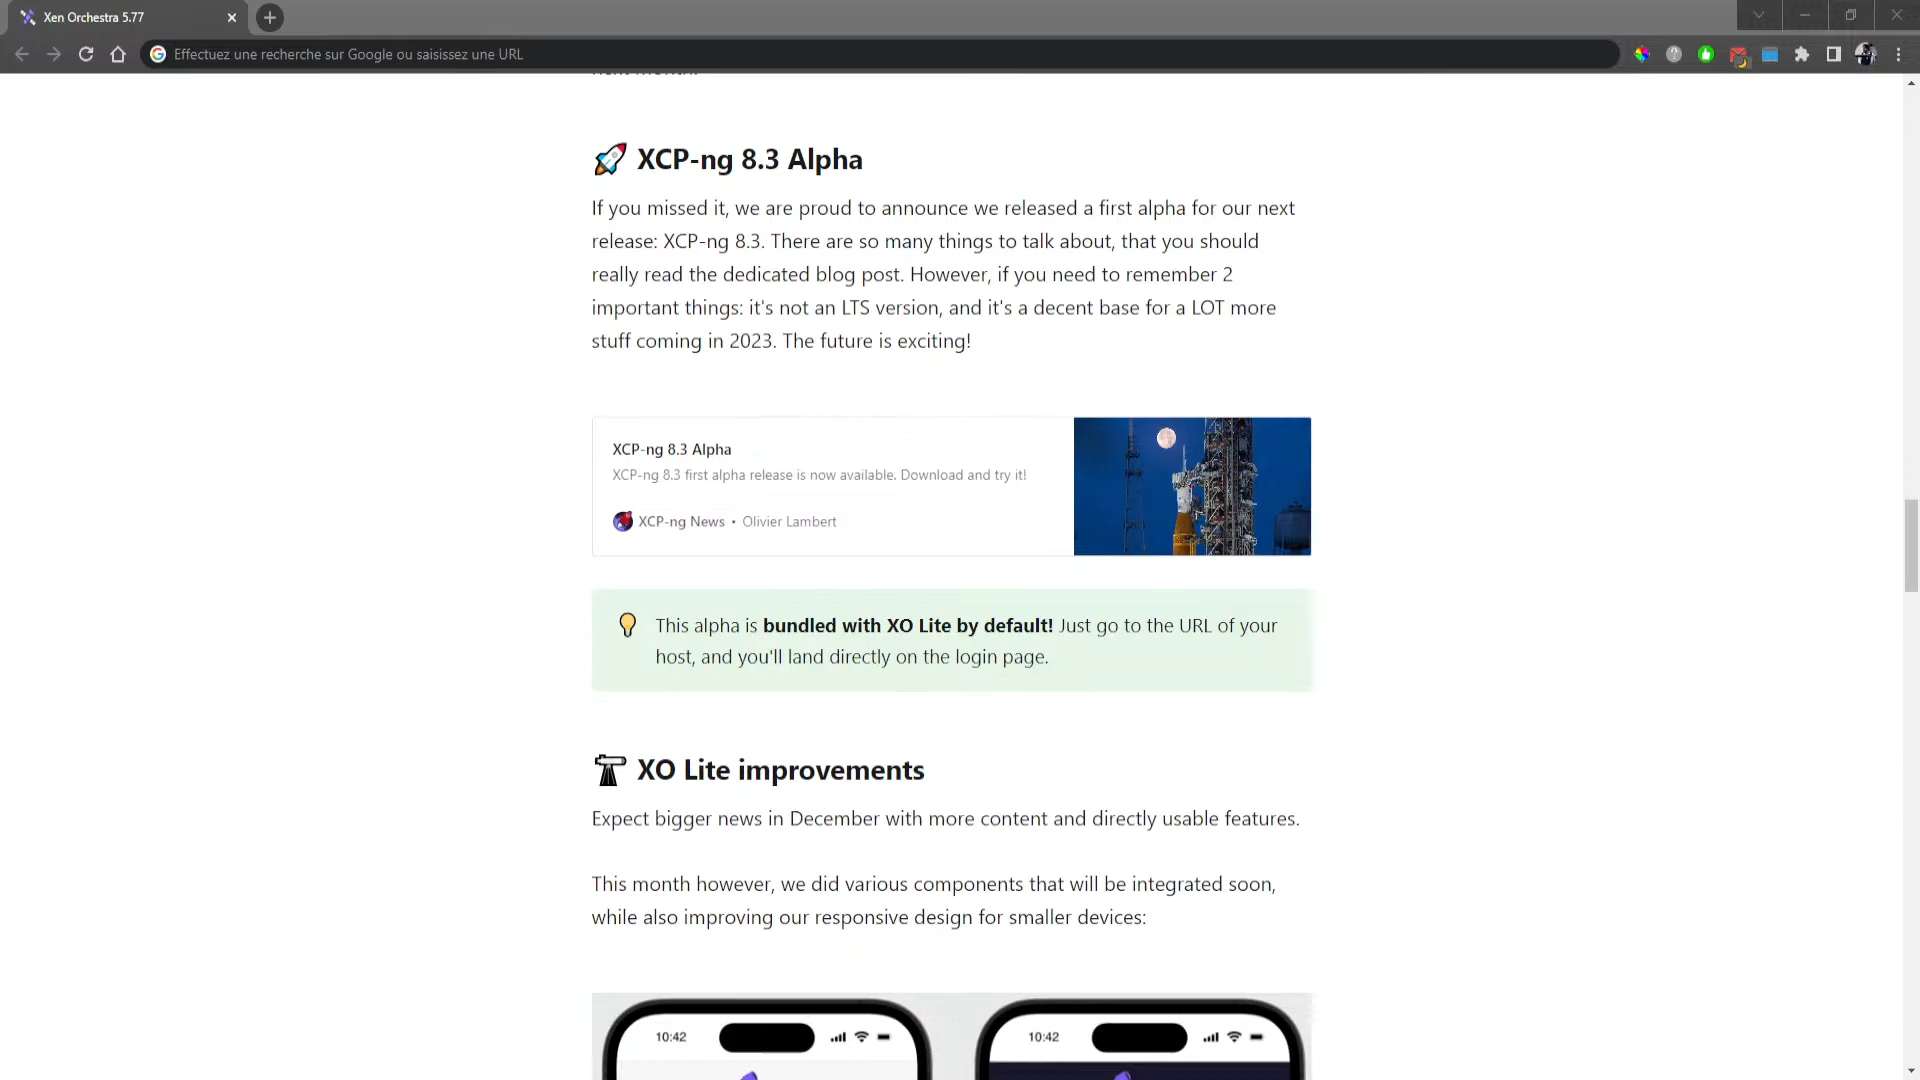 Xen Orchestra 5.77
Effectuez une recherche sur Google ou saisissez une URL
XCP-ng 8.3 Alpha
If you missed it, we are proud to announce we released a first alpha for our next
release: XCP-ng 8.3. There are so many things to talk about, that you should
really read the dedicated blog post. However, if you need to remember 2
important things: it's not an LTS version, and it's a decent base for a LOT more
stuff coming in 2023. The future is exciting!
XCP-ng 8.3 Alpha
XCP-ng 8.3 first alpha release is now available. Download and try it!
XCP-ng News • Olivier Lambert
This alpha is bundled with XO Lite by default! Just go to the URL of your
host, and you'll land directly on the login page.
XO Lite improvements
Expect bigger news in December with more content and directly usable features.
This month however, we did various components that will be integrated soon,
while also improving our responsive design for smaller devices:
10:42
10:42